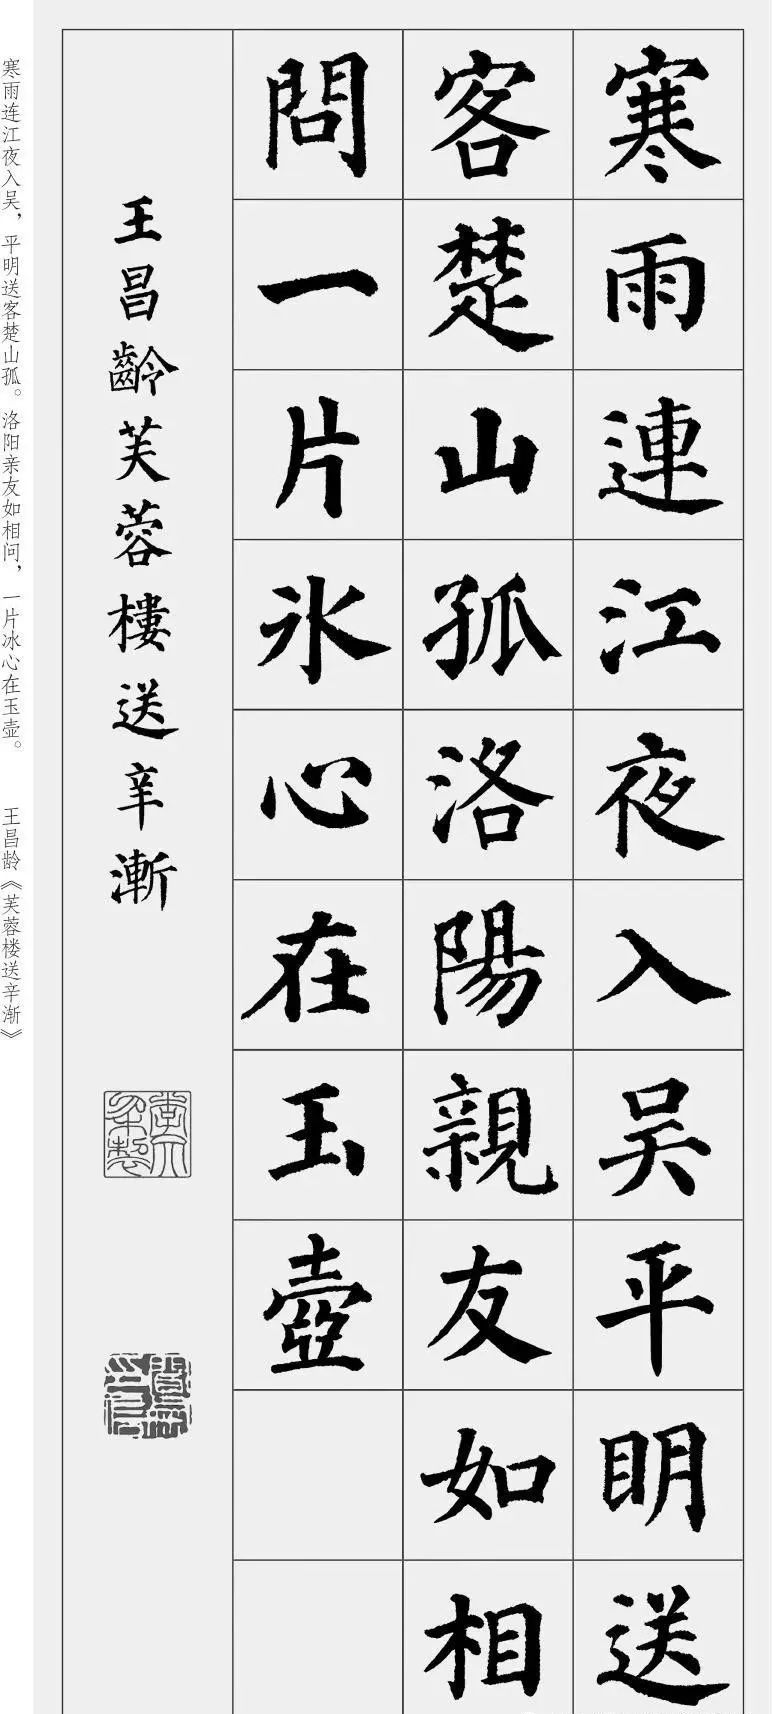 寒雨連江夜入吴平明送
客楚山孤洛陽親友如相
問一片氷心在玉壺
王昌齡芙蓉樓送辛漸
寒雨连江夜入吴，平明送客楚山孤。洛阳亲友如相问，一片冰心在玉壶。　王昌龄《芙蓉楼送辛渐》